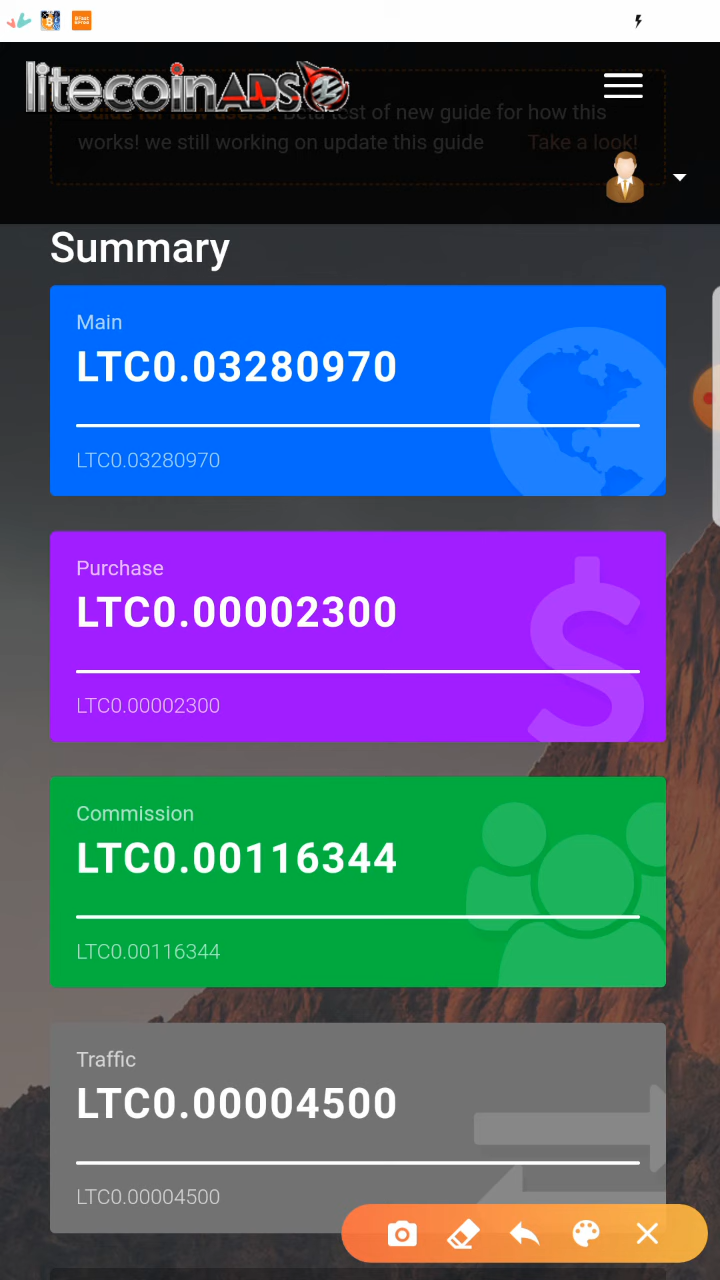 litecoinADS
Guide for new users : Beta test of new guide for how this
works! we still working on update this guide Take a look!
Summary
Main
LTC0.03280970
LTC0.03280970
Purchase
LTC0.00002300
LTC0.00002300
Commission
LTC0.00116344
LTC0.00116344
Traffic
LTC0.00004500
LTC0.00004500